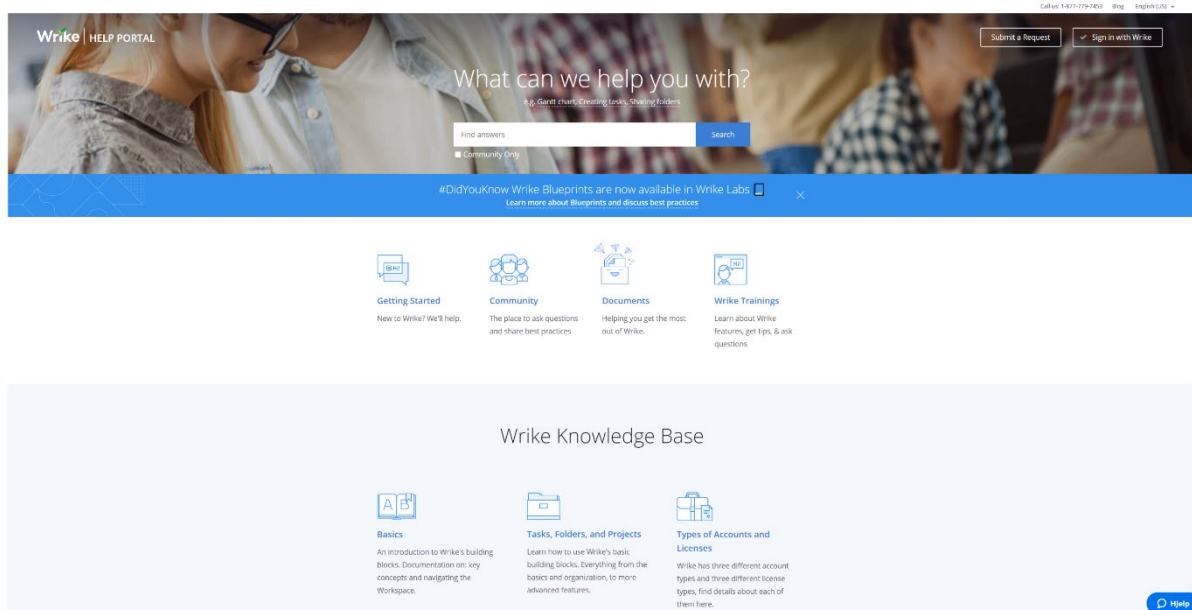 Call us: 1-877-779-7453 Blog English (US)
Wrike HELP PORTAL
Submit a Request
Sign in with Wrike
What can we help you with?
e.g. Gantt chart, Creating tasks, Sharing folders
Find answers
Search
Community Only
#DidYouKnow Wrike Blueprints are now available in Wrike Labs
Learn more about Blueprints and discuss best practices
Hi!
Getting Started
New to Wrike? We'll help.
Community
The place to ask questions
and share best practices
Documents
Helping you get the most
out of Wrike.
Hi!
Wrike Trainings
Learn about Wrike
features, get tips, & ask
questions
Wrike Knowledge Base
A B
Basics
An introduction to Wrike's building
blocks. Documentation on: key
concepts and navigating the
Workspace.
Tasks, Folders, and Projects
Learn how to use Wrike's basic
building blocks. Everything from the
basics and organization, to more
advanced features.
Types of Accounts and
Licenses
Wrike has three different account
types and three different license
types, find details about each of
them here.
Hjelp